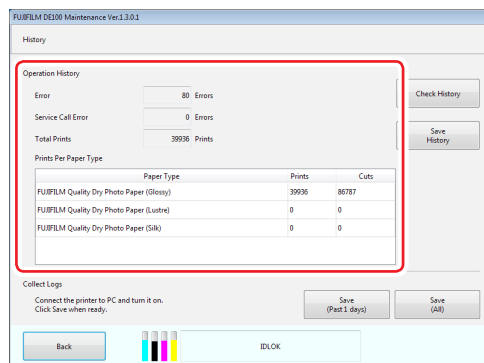 FUJIFILM DE100 Maintenance Ver.1.3.0.1
History
Operation History
Error 80 Errors
Check History
Service Call Error 0 Errors
Total Prints 39936 Prints
Save
History
Prints Per Paper Type
Paper Type Prints Cuts
FUJIFILM Quality Dry Photo Paper (Glossy) 39936 86787
FUJIFILM Quality Dry Photo Paper (Lustre) 0 0
FUJIFILM Quality Dry Photo Paper (Silk) 0 0
Collect Logs
Connect the printer to PC and turn it on.
Click Save when ready.
Save
(Past 1 days)
Save
(All)
Back
IDLOK